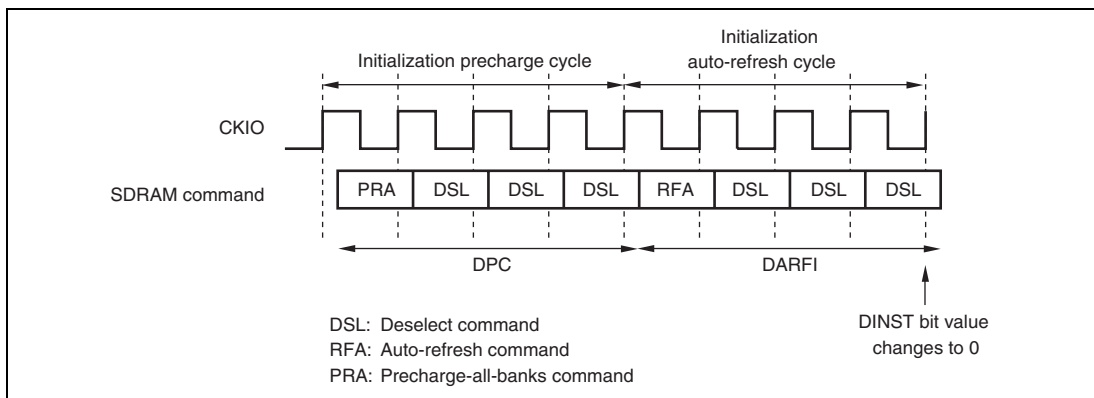 Initialization
Initialization precharge cycle
auto-refresh cycle
CKIO
SDRAM command
PRA DSL DSL DSL RFA DSL DSL DSL
DPC
DARFI
DSL: Deselect command
RFA: Auto-refresh command
PRA: Precharge-all-banks command
DINST bit value
changes to 0